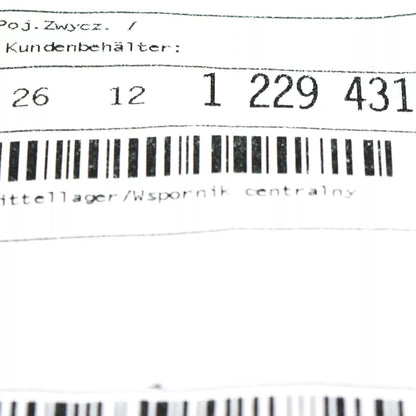 Poj.Zwycz. /
Kundenbehälter:
26 12 1 229 431
ittellager/Wspornik centralny